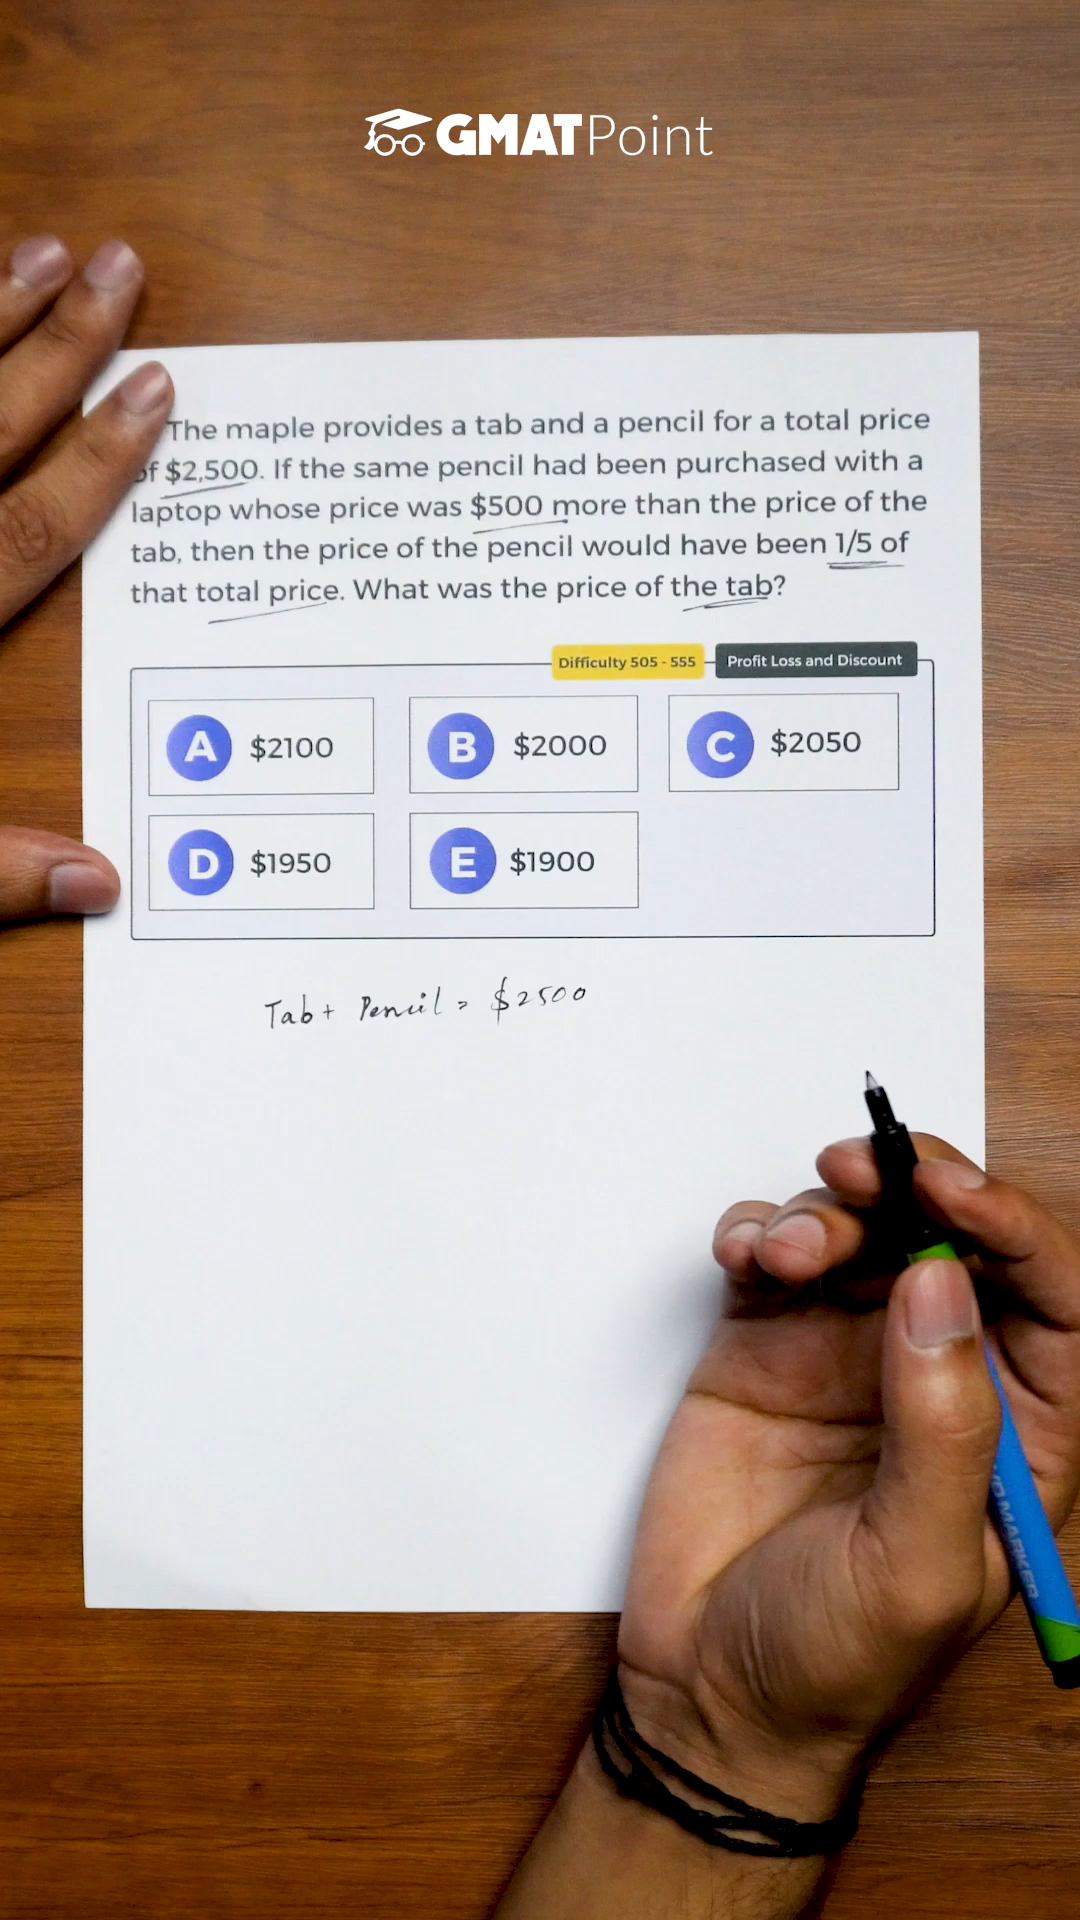 GMATPoint
The maple provides a tab and a pencil for a total price
of $2,500. If the same pencil had been purchased with a
laptop whose price was $500 more than the price of the
tab, then the price of the pencil would have been 1/5 of
that total price. What was the price of the tab?
Difficulty 505 - 555 Profit Loss and Discount
A $2100 B $2000 C $2050
D $1950 E $1900
Tab + Pencil = $2500
MARKER